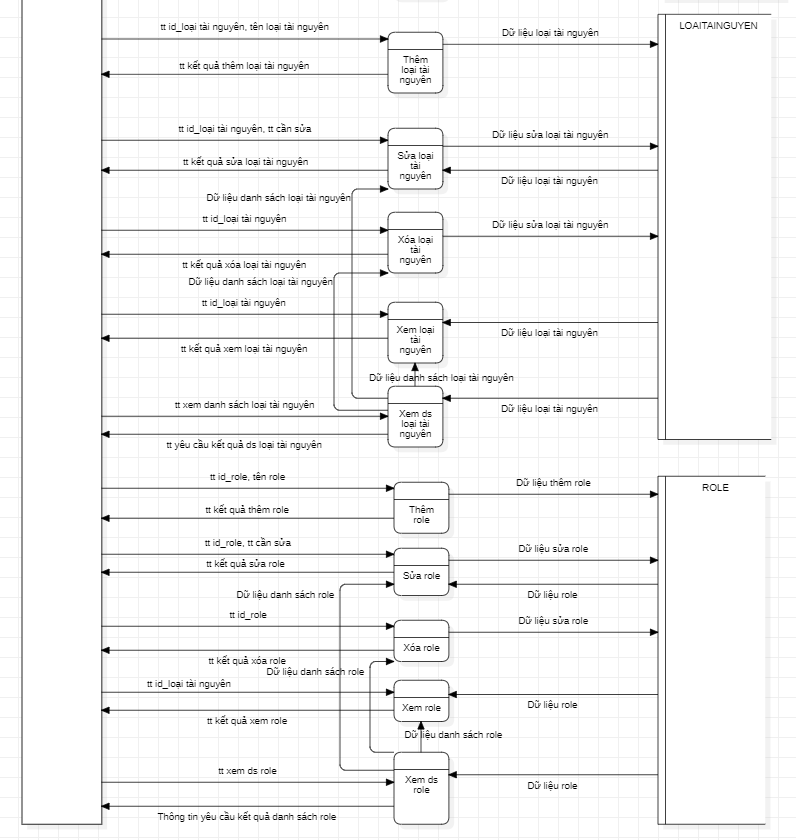 LOAITAINGUYEN
tt id_loại tài nguyên, tên loại tài nguyên
Dữ liệu loại tài nguyên
Thêm
loại tài
nguyên
tt kết quả thêm loại tài nguyên
tt id_loại tài nguyên, tt cần sửa
Dữ liệu sửa loại tài nguyên
Sửa loại
tài
nguyên
tt kết quả sửa loại tài nguyên
Dữ liệu loại tài nguyên
Dữ liệu danh sách loại tài nguyên
tt id_loại tài nguyên
Dữ liệu sửa loại tài nguyên
Xóa loại
tài
nguyên
tt kết quả xóa loại tài nguyên
Dữ liệu danh sách loại tài nguyên
tt id_loại tài nguyên
Xem loại
tài
nguyên
Dữ liệu loại tài nguyên
tt kết quả xem loại tài nguyên
Dữ liệu danh sách loại tài nguyên
tt xem danh sách loại tài nguyên
Xem ds
loại tài
nguyên
Dữ liệu loại tài nguyên
tt yêu cầu kết quả ds loại tài nguyên
ROLE
tt id_role, tên role
Dữ liệu thêm role
Thêm
role
tt kết quả thêm role
tt id_role, tt cần sửa
Dữ liệu sửa role
tt kết quả sửa role
Sửa role
Dữ liệu danh sách role
Dữ liệu role
tt id_role
Dữ liệu sửa role
Xóa role
tt kết quả xóa role
Dữ liệu danh sách role
tt id_loại tài nguyên
Xem role
Dữ liệu role
tt kết quả xem role
Dữ liệu danh sách role
tt xem ds role
Xem ds
role
Dữ liệu role
Thông tin yêu cầu kết quả danh sách role